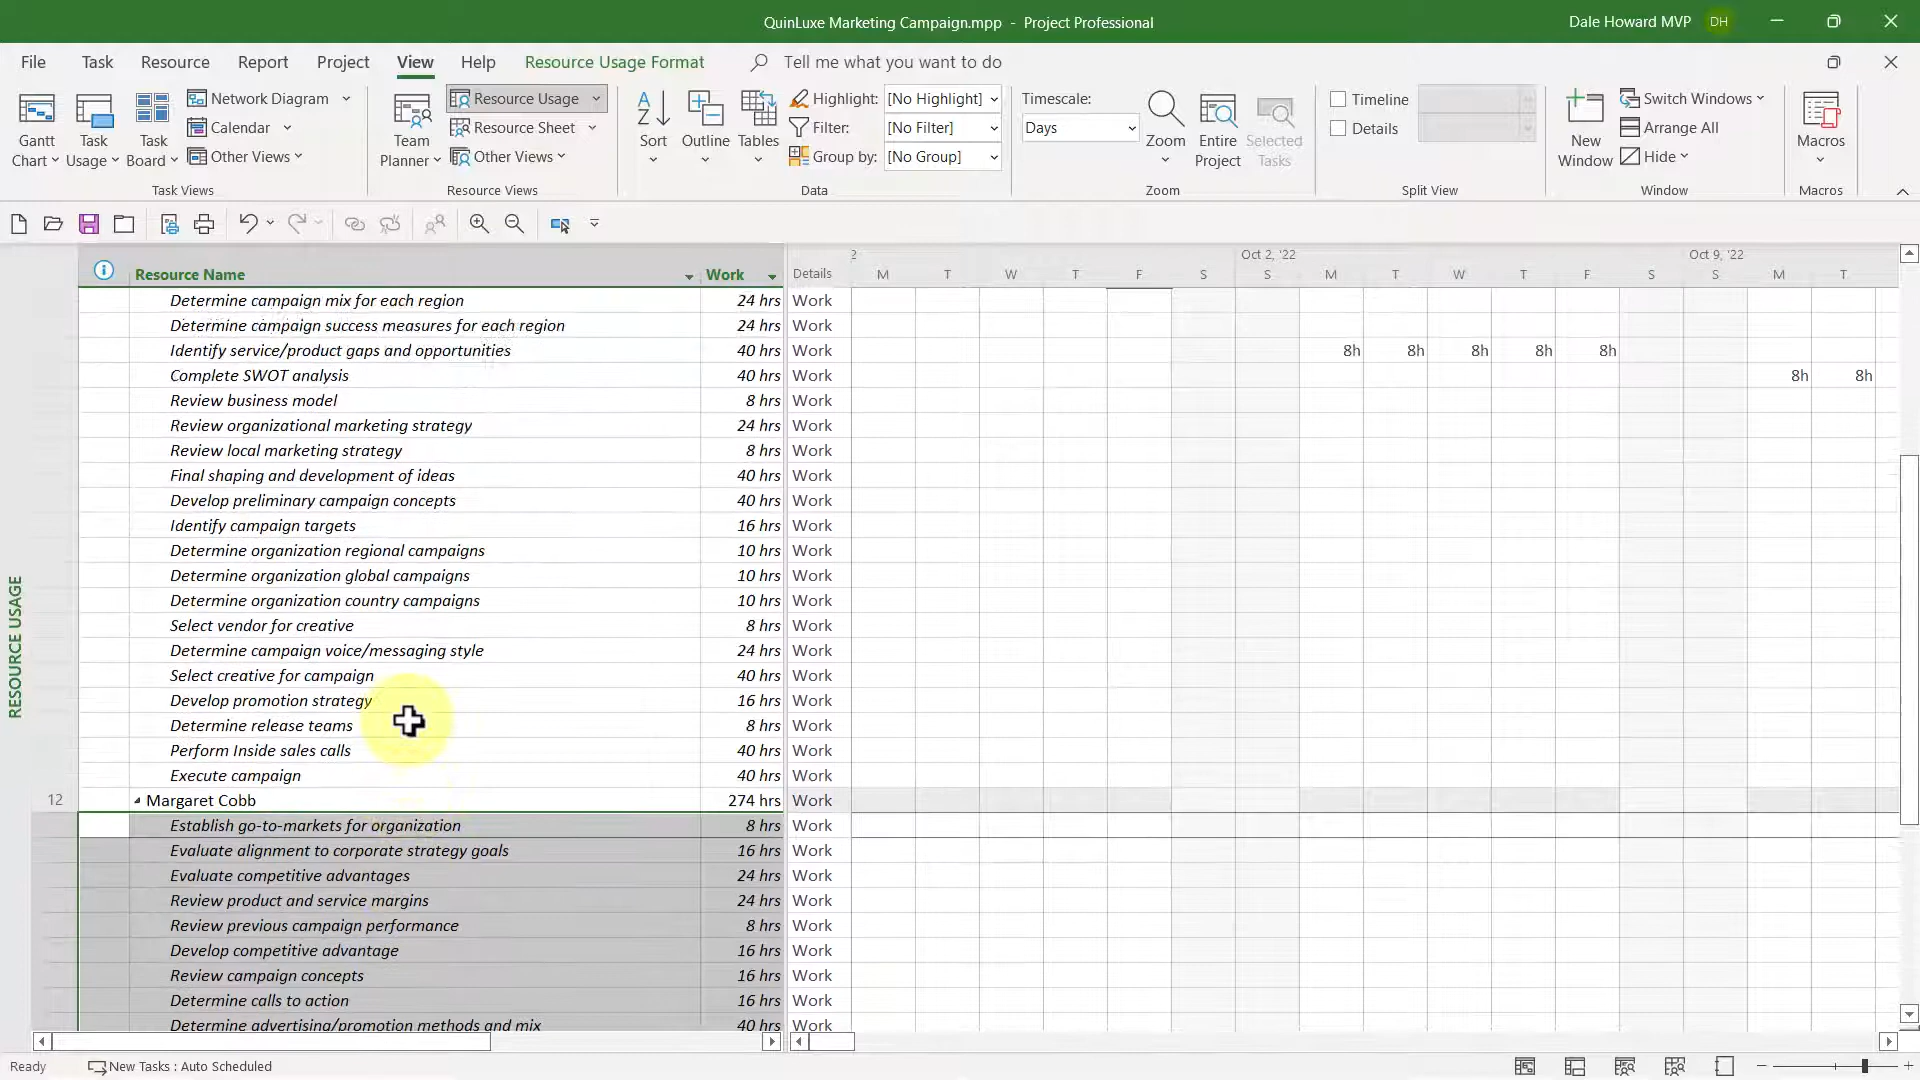 QuinLuxe Marketing Campaign.mpp - Project Professional
Dale Howard MVP DH
File Task Resource Report Project View Help Resource Usage Format Tell me what you want to do
Gantt Chart
Task Usage
Task Board
Network Diagram
Calendar
Other Views
Task Views
Team Planner
Resource Usage
Resource Sheet
Other Views
Resource Views
Sort
Outline
Tables
Highlight: [No Highlight]
Filter: [No Filter]
Group by: [No Group]
Data
Timescale:
Days
Zoom
Entire Project
Selected Tasks
Zoom
Timeline
Details
Split View
New Window
Switch Windows
Arrange All
Hide
Window
Macros
Macros
Resource Name Work Details 2 Oct 2, '22 Oct 9, '22
M T W T F S S M T W T F S S M T
Determine campaign mix for each region 24 hrs Work
Determine campaign success measures for each region 24 hrs Work
Identify service/product gaps and opportunities 40 hrs Work 8h 8h 8h 8h 8h
Complete SWOT analysis 40 hrs Work 8h 8h
Review business model 8 hrs Work
Review organizational marketing strategy 24 hrs Work
Review local marketing strategy 8 hrs Work
Final shaping and development of ideas 40 hrs Work
Develop preliminary campaign concepts 40 hrs Work
Identify campaign targets 16 hrs Work
Determine organization regional campaigns 10 hrs Work
Determine organization global campaigns 10 hrs Work
Determine organization country campaigns 10 hrs Work
Select vendor for creative 8 hrs Work
Determine campaign voice/messaging style 24 hrs Work
Select creative for campaign 40 hrs Work
Develop promotion strategy 16 hrs Work
Determine release teams 8 hrs Work
Perform Inside sales calls 40 hrs Work
Execute campaign 40 hrs Work
12 Margaret Cobb 274 hrs Work
Establish go-to-markets for organization 8 hrs Work
Evaluate alignment to corporate strategy goals 16 hrs Work
Evaluate competitive advantages 24 hrs Work
Review product and service margins 24 hrs Work
Review previous campaign performance 8 hrs Work
Develop competitive advantage 16 hrs Work
Review campaign concepts 16 hrs Work
Determine calls to action 16 hrs Work
Determine advertising/promotion methods and mix 40 hrs Work
RESOURCE USAGE
Ready New Tasks : Auto Scheduled